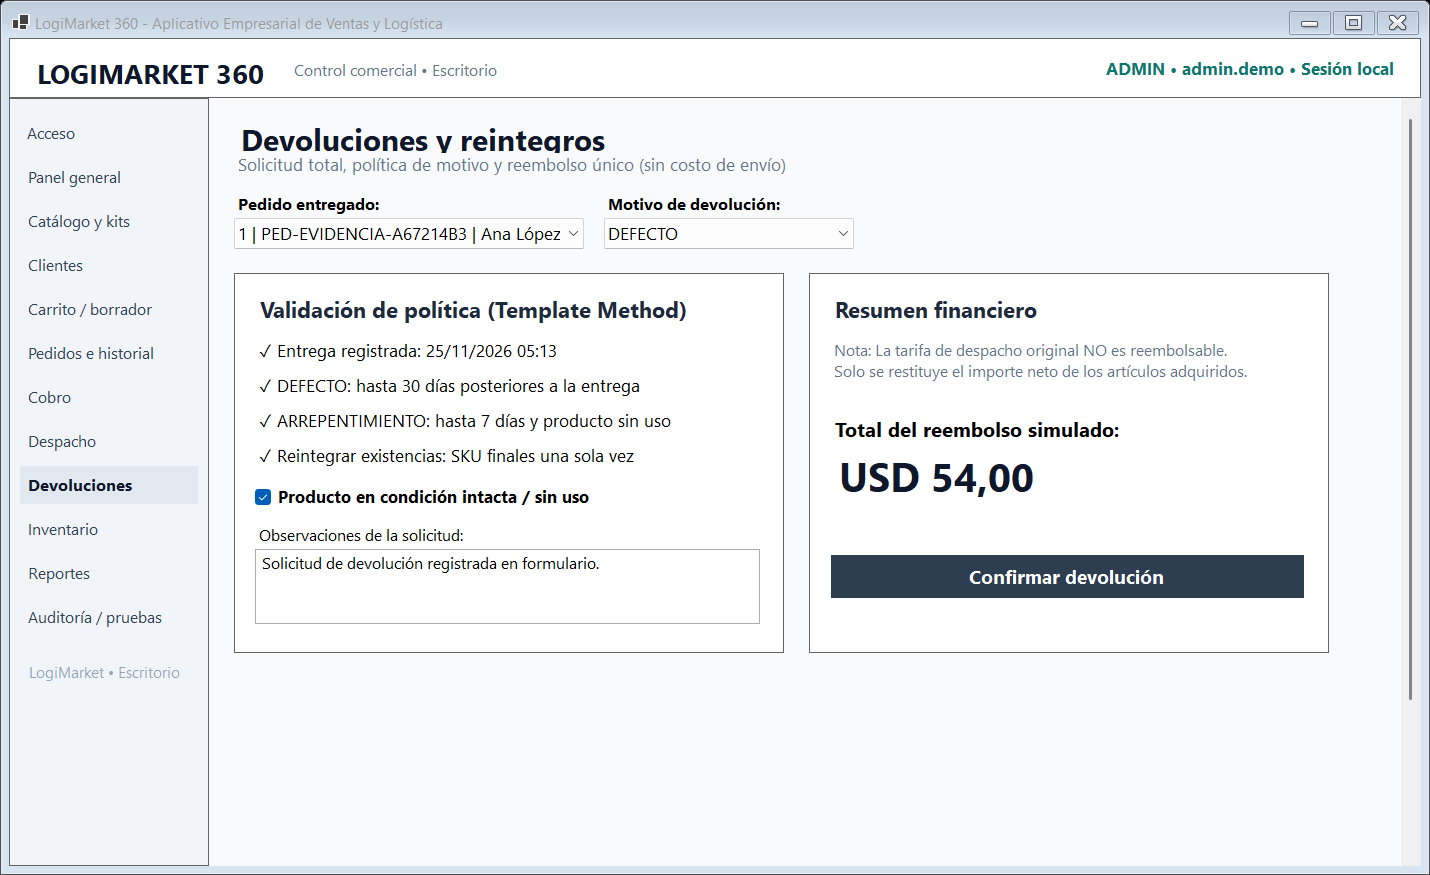 LogiMarket 360 - Aplicativo Empresarial de Ventas y Logística
LOGIMARKET 360
Control comercial • Escritorio
ADMIN • admin.demo • Sesión local
Acceso
Panel general
Catálogo y kits
Clientes
Carrito / borrador
Pedidos e historial
Cobro
Despacho
Devoluciones
Inventario
Reportes
Auditoría / pruebas
LogiMarket • Escritorio
Devoluciones y reintegros
Solicitud total, política de motivo y reembolso único (sin costo de envío)
Pedido entregado:
1 | PED-EVIDENCIA-A67214B3 | Ana López
Motivo de devolución:
DEFECTO
Validación de política (Template Method)
✓ Entrega registrada: 25/11/2026 05:13
✓ DEFECTO: hasta 30 días posteriores a la entrega
✓ ARREPENTIMIENTO: hasta 7 días y producto sin uso
✓ Reintegrar existencias: SKU finales una sola vez
Producto en condición intacta / sin uso
Observaciones de la solicitud:
Solicitud de devolución registrada en formulario.
Resumen financiero
Nota: La tarifa de despacho original NO es reembolsable.
Solo se restituye el importe neto de los artículos adquiridos.
Total del reembolso simulado:
USD 54,00
Confirmar devolución